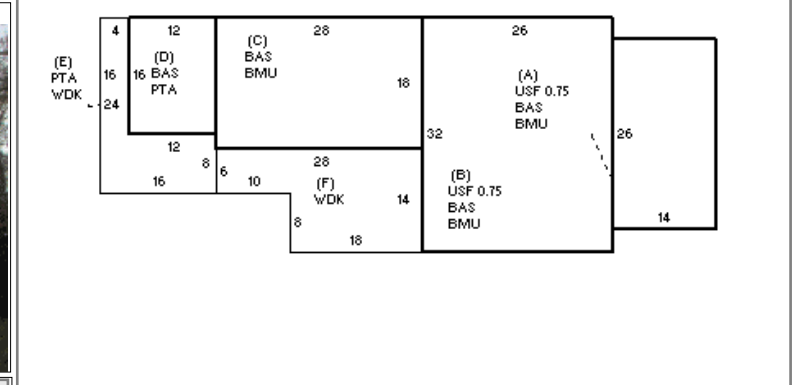 4
12
28
26
(E)
PTA
WDK
16
24
16
(D)
BAS
PTA
(C)
BAS
BMU
18
(A)
USF 0.75
BAS
BMU
32
26
12
8
6
28
16
10
(F)
WDK
14
(B)
USF 0.75
BAS
BMU
8
18
14